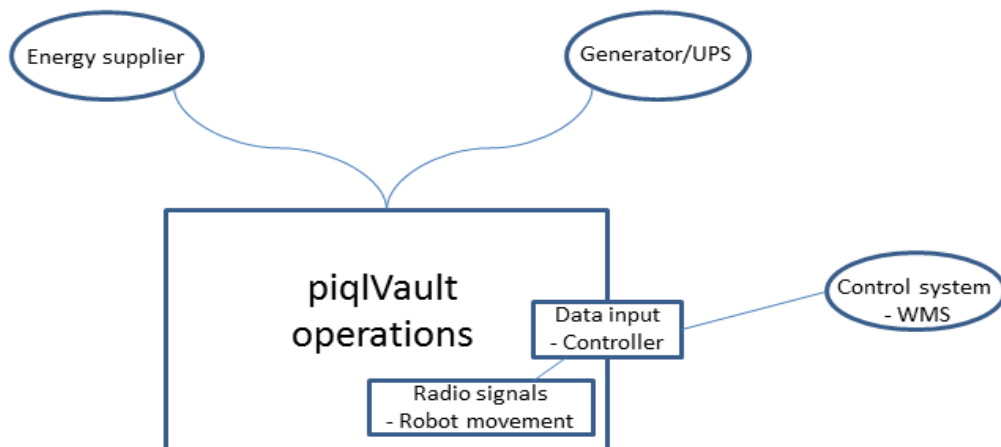 Energy supplier
Generator/UPS
piqlVault
operations
Data input
- Controller
Control system
- WMS
Radio signals
- Robot movement